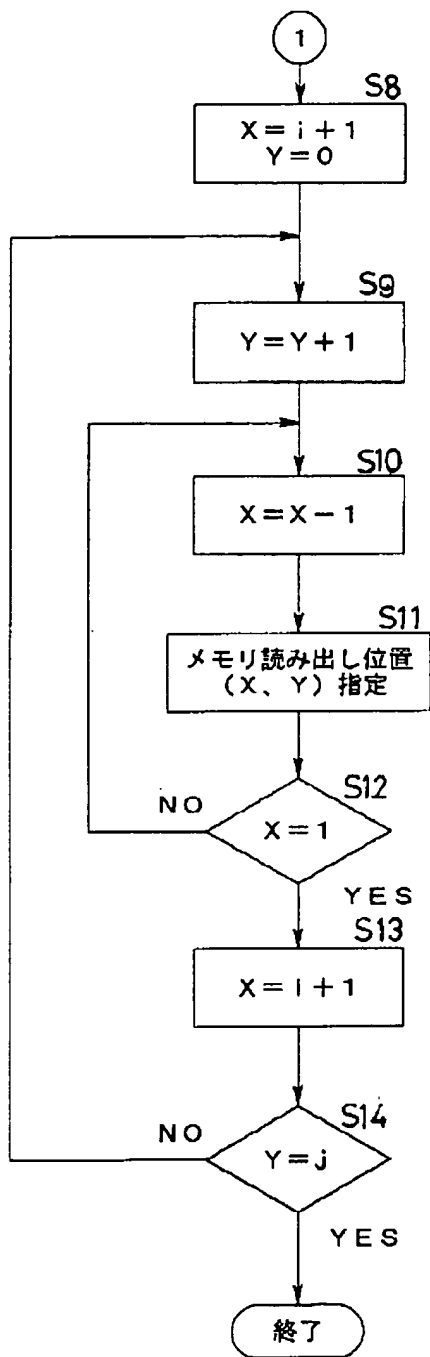 1
S8
X=i+1
Y=0
S9
Y=Y+1
S10
X=X-1
S11
メモリ読み出し位置
(X、Y)指定
S12
NO
X=1
YES
S13
X=i+1
S14
NO
Y=j
YES
終了